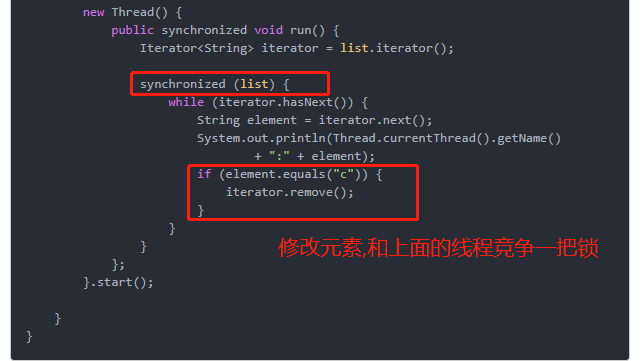 new Thread() {
public synchronized void run() {
Iterator<String> iterator = list.iterator();
synchronized (list) {
while (iterator.hasNext()) {
String element = iterator.next();
System.out.println(Thread.currentThread().getName()
+ ":" + element);
if (element.equals("c")) {
iterator.remove();
}
}
}
修改元素,和上面的线程竞争一把锁
};
}.start();
}
}